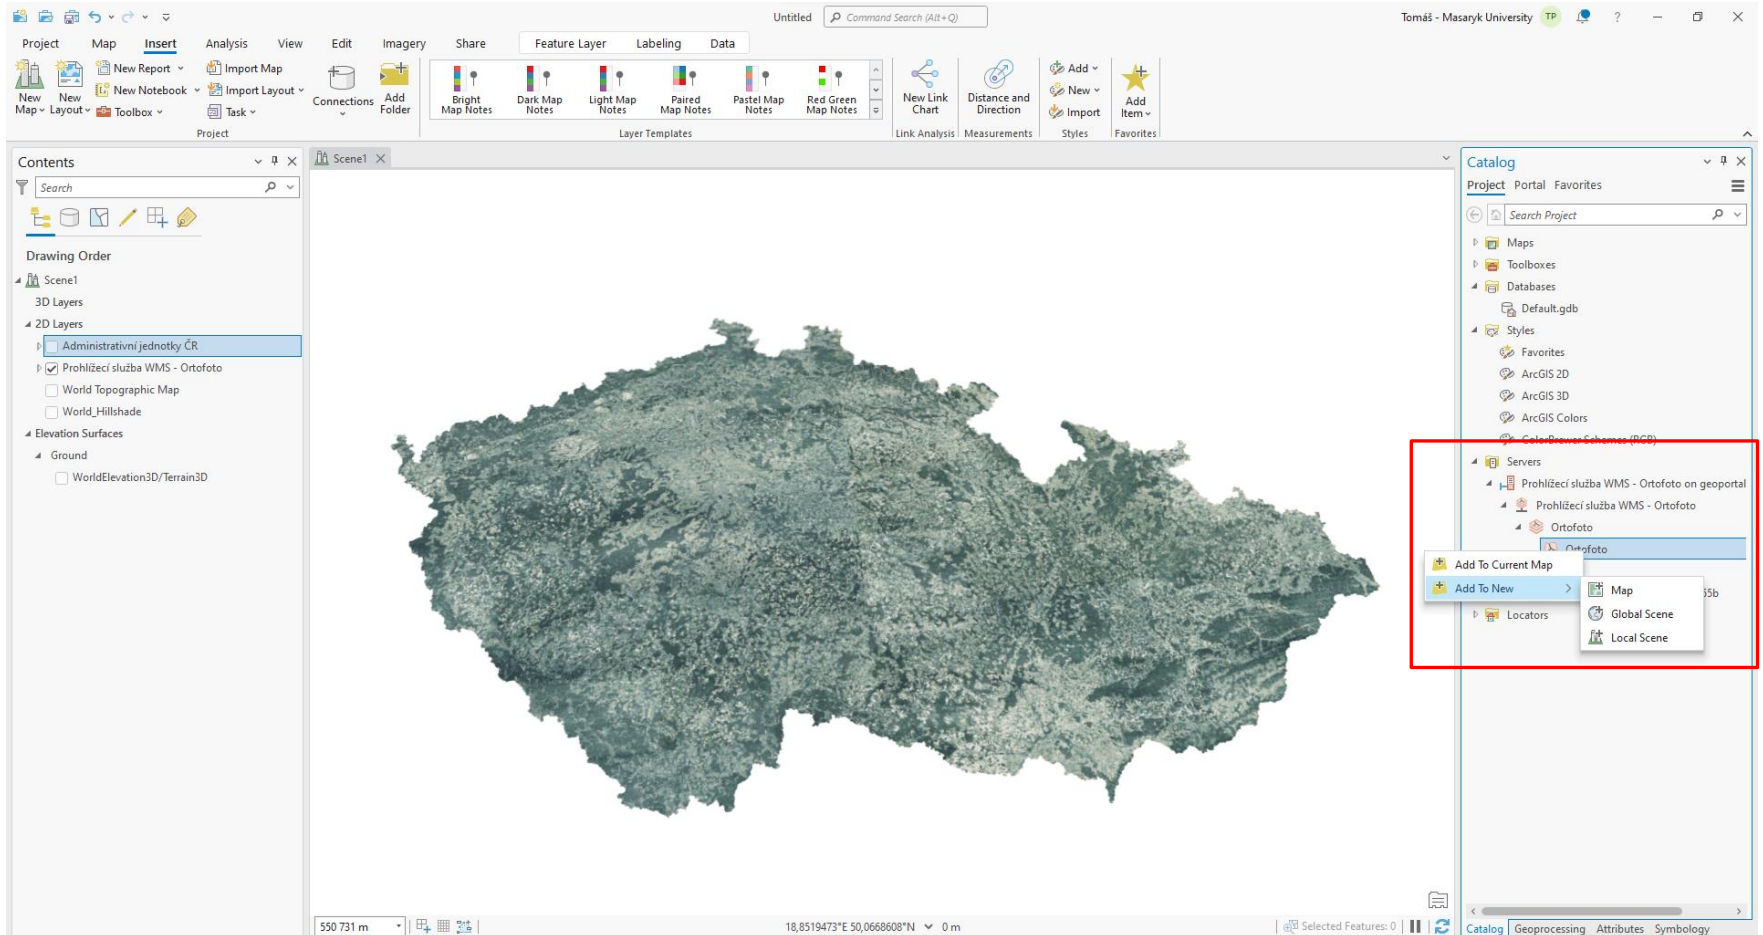 Untitled
Command Search (Alt+Q)
Tomáš - Masaryk University
TP
?
Project Map Insert Analysis View Edit Imagery Share Feature Layer Labeling Data
New Map
New Layout
New Report
New Notebook
Toolbox
Import Map
Import Layout
Task
Project
Connections
Add Folder
Bright Map Notes
Dark Map Notes
Light Map Notes
Paired Map Notes
Pastel Map Notes
Red Green Map Notes
Layer Templates
New Link Chart
Link Analysis
Distance and Direction
Measurements
Add
New
Import
Styles
Add Item
Favorites
Contents
Search
Drawing Order
Scene1
3D Layers
2D Layers
Administrativní jednotky ČR
Prohlížecí služba WMS - Ortofoto
World Topographic Map
World_Hillshade
Elevation Surfaces
Ground
WorldElevation3D/Terrain3D
Scene1
550 731 m
18,8519473°E 50,0668608°N
0 m
Selected Features: 0
Catalog
Project Portal Favorites
Search Project
Maps
Toolboxes
Databases
Default.gdb
Styles
Favorites
ArcGIS 2D
ArcGIS 3D
ArcGIS Colors
ColorBrewer Schemes (RGB)
Servers
Prohlížecí služba WMS - Ortofoto on geoportal
Prohlížecí služba WMS - Ortofoto
Ortofoto
Ortofoto
Add To Current Map
Add To New
Map
Global Scene
Local Scene
Locators
Catalog Geoprocessing Attributes Symbology